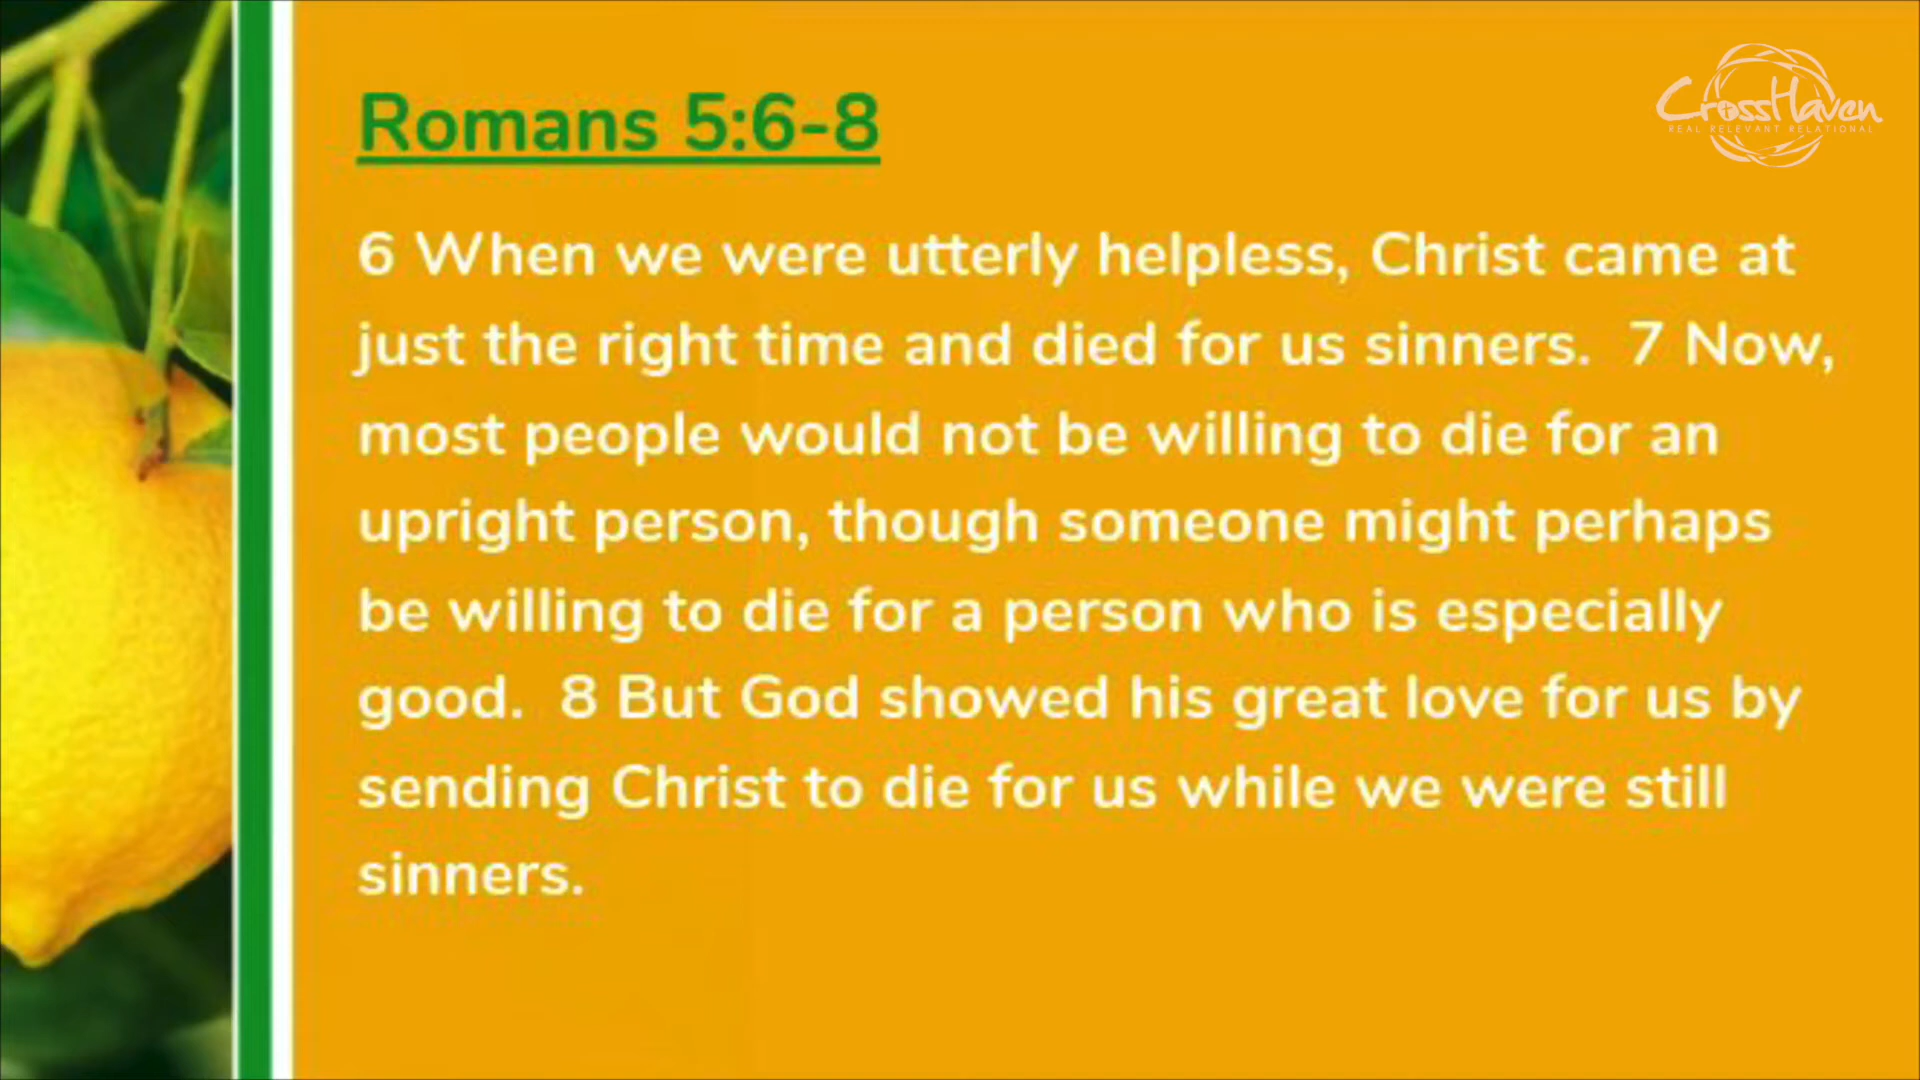 Romans 5:6-8
CrossHaven
REAL RELEVANT RELATIONAL
6 When we were utterly helpless, Christ came at
just the right time and died for us sinners.  7 Now,
most people would not be willing to die for an
upright person, though someone might perhaps
be willing to die for a person who is especially
good.  8 But God showed his great love for us by
sending Christ to die for us while we were still
sinners.